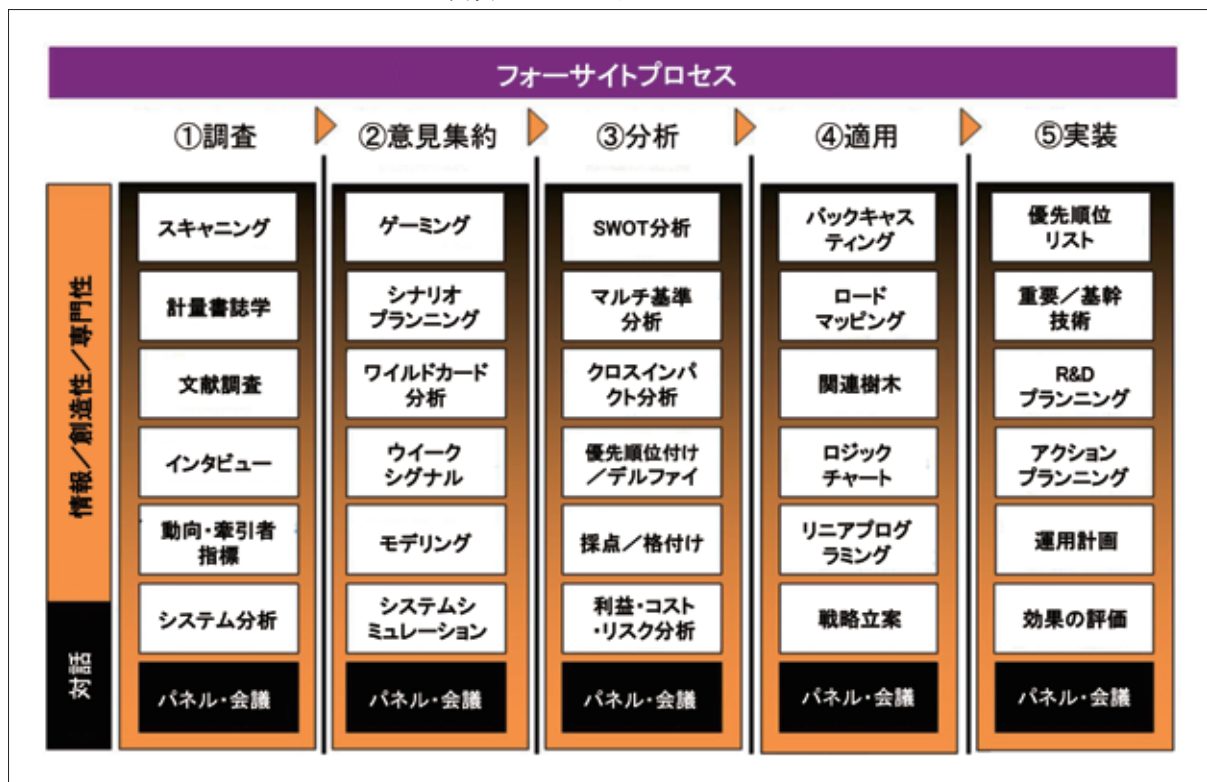 フォーサイトプロセス
①調査
②意見集約
③分析
④適用
⑤実装
情報／創造性／専門性
対話
スキャニング
計量書誌学
文献調査
インタビュー
動向・牽引者
指標
システム分析
パネル・会議
ゲーミング
シナリオ
プランニング
ワイルドカード
分析
ウイーク
シグナル
モデリング
システムシ
ミュレーション
パネル・会議
SWOT分析
マルチ基準
分析
クロスインパ
クト分析
優先順位付け
／デルファイ
採点／格付け
利益・コスト
・リスク分析
パネル・会議
バックキャス
ティング
ロード
マッピング
関連樹木
ロジック
チャート
リニアプログ
ラミング
戦略立案
パネル・会議
優先順位
リスト
重要／基幹
技術
R&D
プランニング
アクション
プランニング
運用計画
効果の評価
パネル・会議